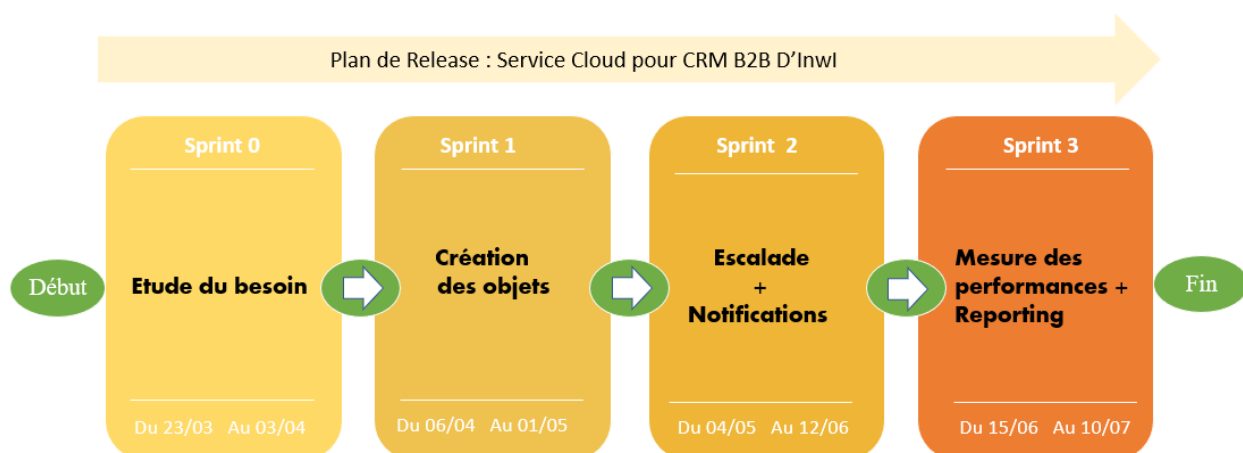 Plan de Release : Service Cloud pour CRM B2B D'InwI
Début
Sprint 0
Etude du besoin
Du 23/03 Au 03/04
Sprint 1
Création
des objets
Du 06/04 Au 01/05
Sprint 2
Escalade
+
Notifications
Du 04/05 Au 12/06
Sprint 3
Mesure des
performances +
Reporting
Du 15/06 Au 10/07
Fin